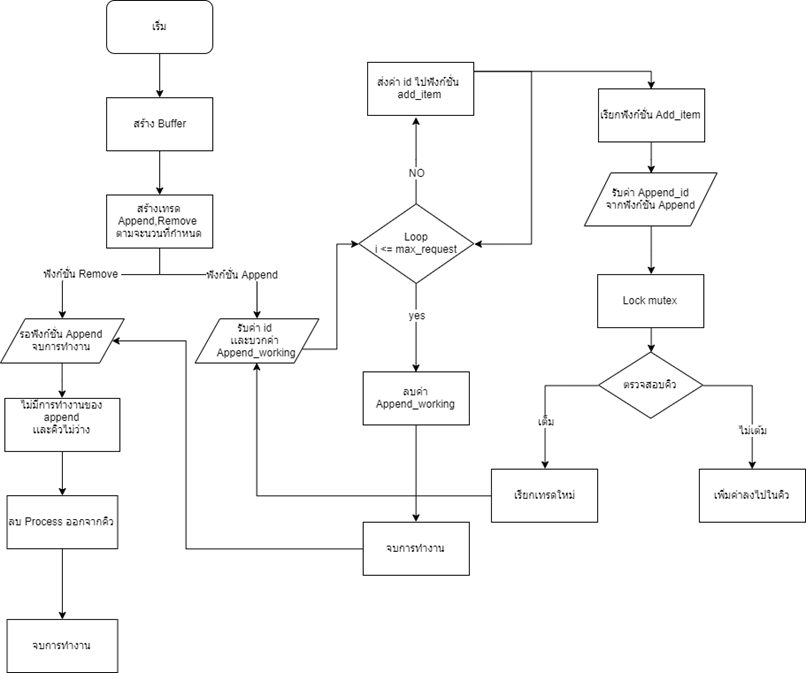 เริ่ม
สร้าง Buffer
สร้างเทรด
Append,Remove
ตามจะนวนที่กำหนด
ฟังก์ชั่น Remove
ฟังก์ชั่น Append
รอฟังก์ชั่น Append
จบการทำงาน
ไม่มีการทำงานของ
append
และคิวไม่ว่าง
ลบ Process ออกจากคิว
จบการทำงาน
รับค่า id
และบวกค่า
Append_working
ส่งค่า id ไปฟังก์ชั่น
add_item
NO
Loop
i <= max_request
yes
ลบค่า
Append_working
จบการทำงาน
เรียกฟังก์ชั่น Add_item
รับค่า Append_id
จากฟังก์ชั่น Append
Lock mutex
ตรวจสอบคิว
เต็ม
ไม่เต็ม
เรียกเทรดใหม่
เพิ่มค่าลงไปในคิว